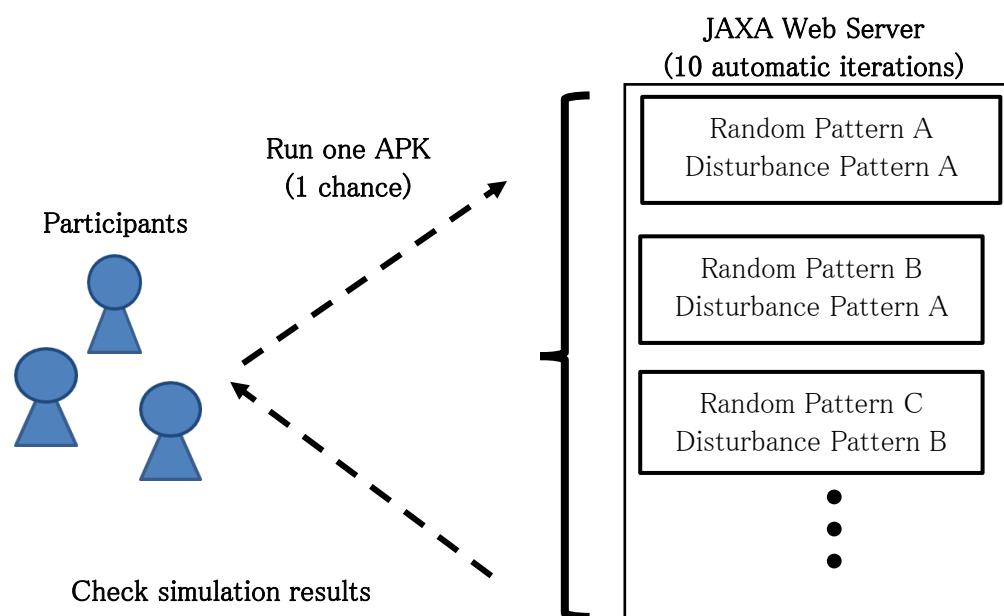 JAXA Web Server
(10 automatic iterations)
Run one APK
(1 chance)
Participants
Random Pattern A
Disturbance Pattern A
Random Pattern B
Disturbance Pattern A
Random Pattern C
Disturbance Pattern B
Check simulation results